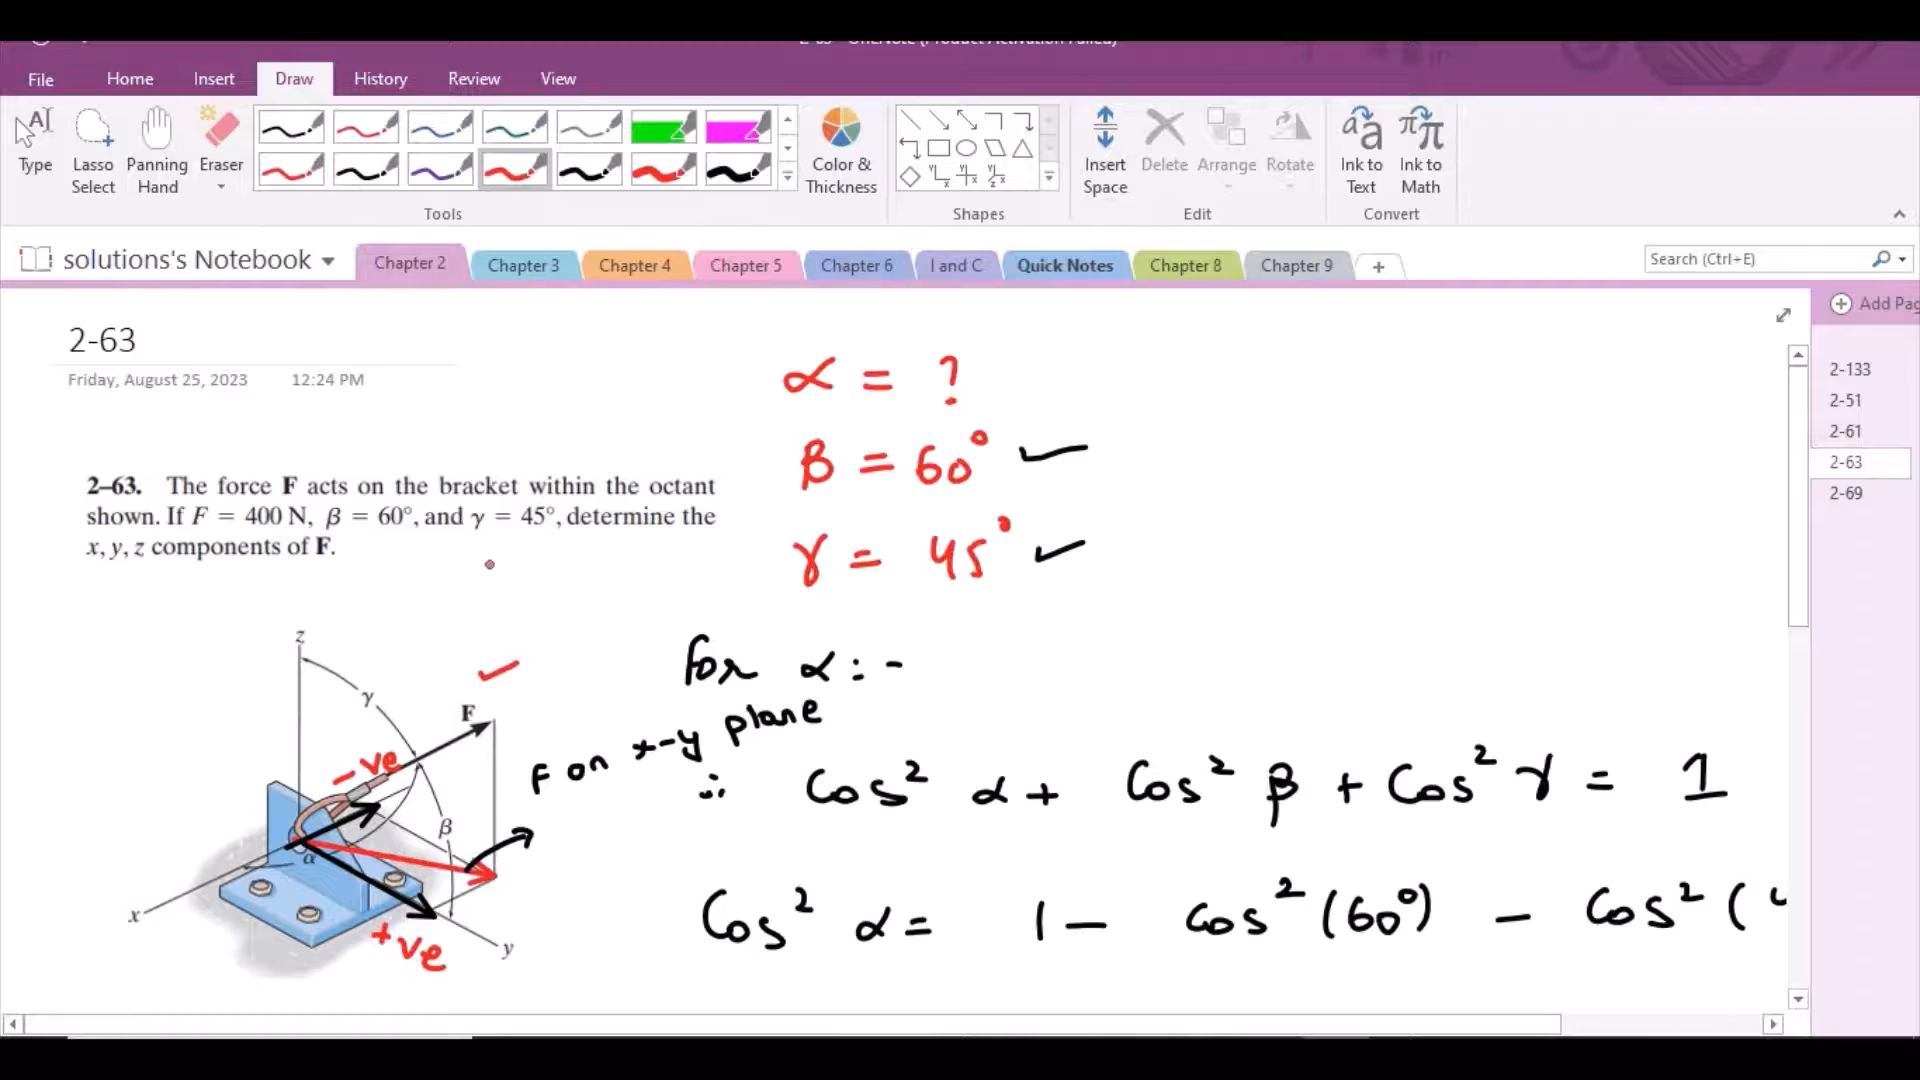 File Home Insert Draw History Review View
Type Lasso Select Panning Hand Eraser Color & Thickness Insert Space Delete Arrange Rotate Ink to Text Ink to Math
Tools Shapes Edit Convert
solutions's Notebook Chapter 2 Chapter 3 Chapter 4 Chapter 5 Chapter 6 I and C Quick Notes Chapter 8 Chapter 9 + Search (Ctrl+E)
Add Pag
2-133
2-51
2-61
2-63
2-69
2-63
Friday, August 25, 2023 12:24 PM
2–63. The force F acts on the bracket within the octant
shown. If F = 400 N, β = 60°, and γ = 45°, determine the
x, y, z components of F.
α = ?
β = 60°
γ = 45°
z
γ
F
-ve
β
α
x
+ve
y
for α :-
F on x-y plane
∴ Cos² α + Cos² β + Cos² γ = 1
Cos² α = 1 - Cos² (60°) - Cos² (